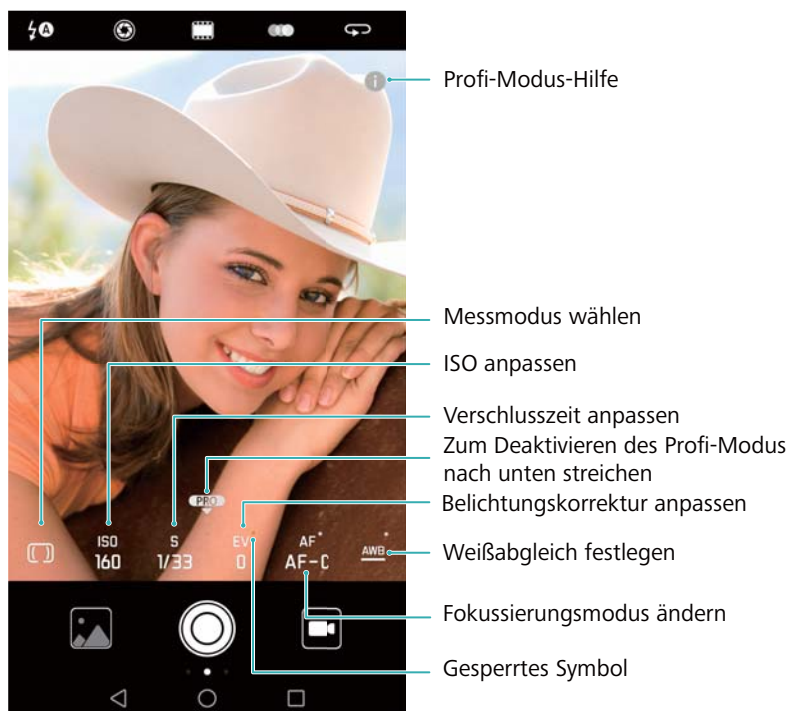 A
i
Profi-Modus-Hilfe
Messmodus wählen
ISO anpassen
Verschlusszeit anpassen
Zum Deaktivieren des Profi-Modus
nach unten streichen
Belichtungskorrektur anpassen
PRO
ISO S EV AF AWB
160 1/33 0 AF-C
Weißabgleich festlegen
Fokussierungsmodus ändern
Gesperrtes Symbol